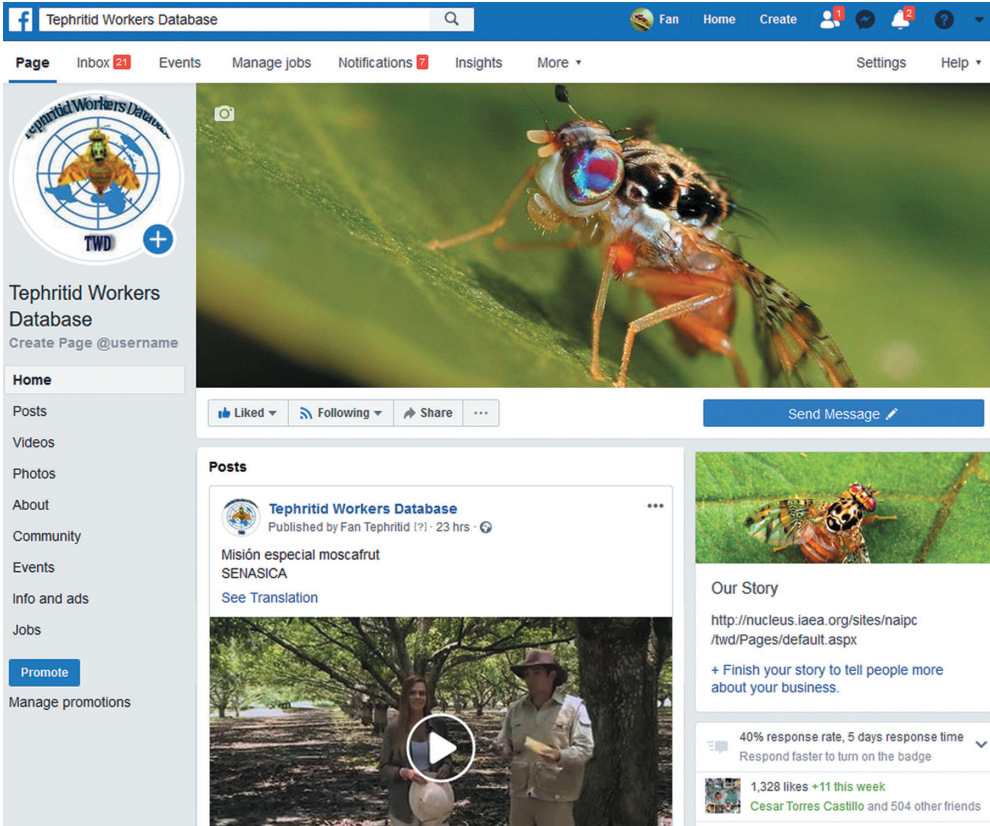 Tephritid Workers Database
Fan
Home
Create
1
2
Page
Inbox 21
Events
Manage jobs
Notifications 7
Insights
More
Settings
Help
Tephritid Workers Database
TWD
Tephritid Workers
Database
Create Page @username
Home
Posts
Videos
Photos
About
Community
Events
Info and ads
Jobs
Promote
Manage promotions
Liked
Following
Share
Send Message
Posts
Tephritid Workers Database
Published by Fan Tephritid [?] · 23 hrs ·
Misión especial moscafrut
SENASICA
See Translation
Our Story
http://nucleus.iaea.org/sites/naipc
/twd/Pages/default.aspx
+ Finish your story to tell people more
about your business.
40% response rate, 5 days response time
Respond faster to turn on the badge
1,328 likes +11 this week
Cesar Torres Castillo and 504 other friends